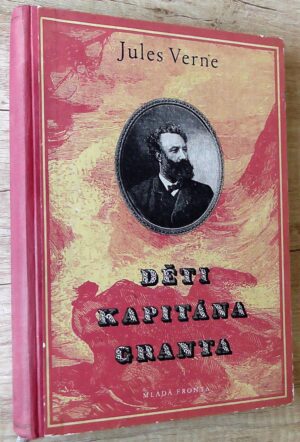 Jules Verne
DĚTI
KAPITÁNA
GRANTA
MLADÁ FRONTA